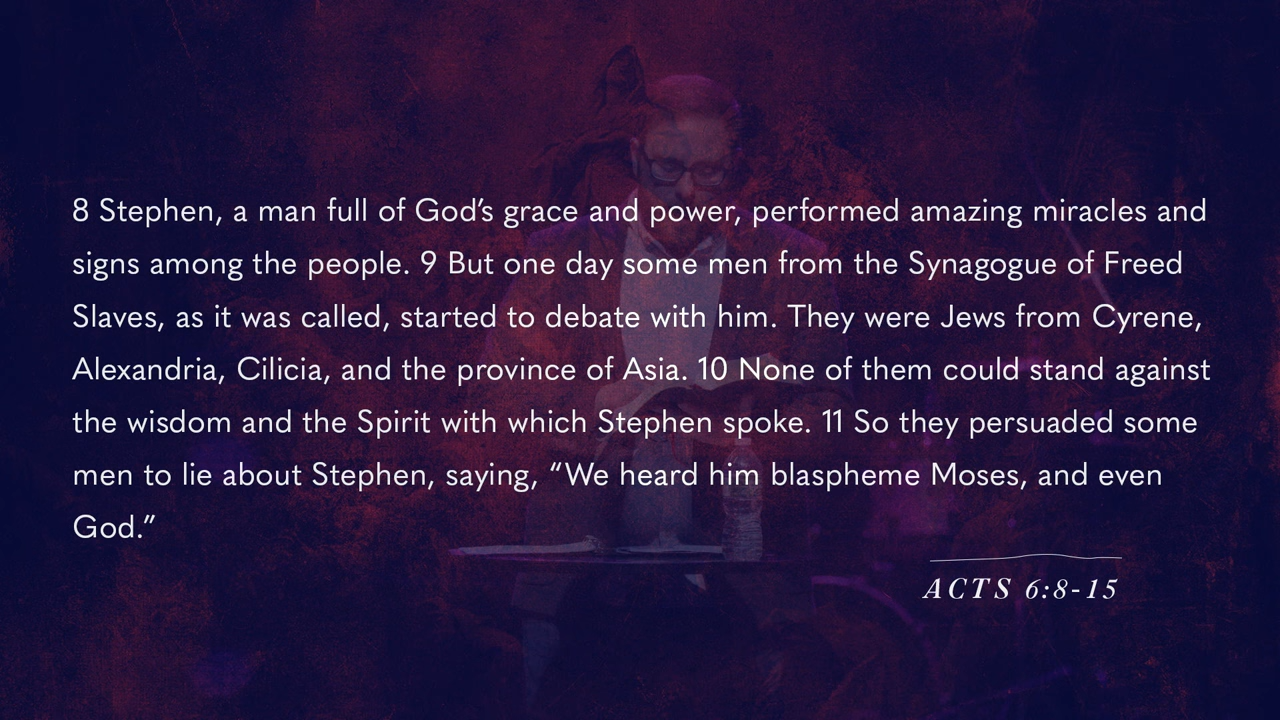 8 Stephen, a man full of God’s grace and power, performed amazing miracles and
signs among the people. 9 But one day some men from the Synagogue of Freed
Slaves, as it was called, started to debate with him. They were Jews from Cyrene,
Alexandria, Cilicia, and the province of Asia. 10 None of them could stand against
the wisdom and the Spirit with which Stephen spoke. 11 So they persuaded some
men to lie about Stephen, saying, “We heard him blaspheme Moses, and even
God.”
ACTS 6:8-15